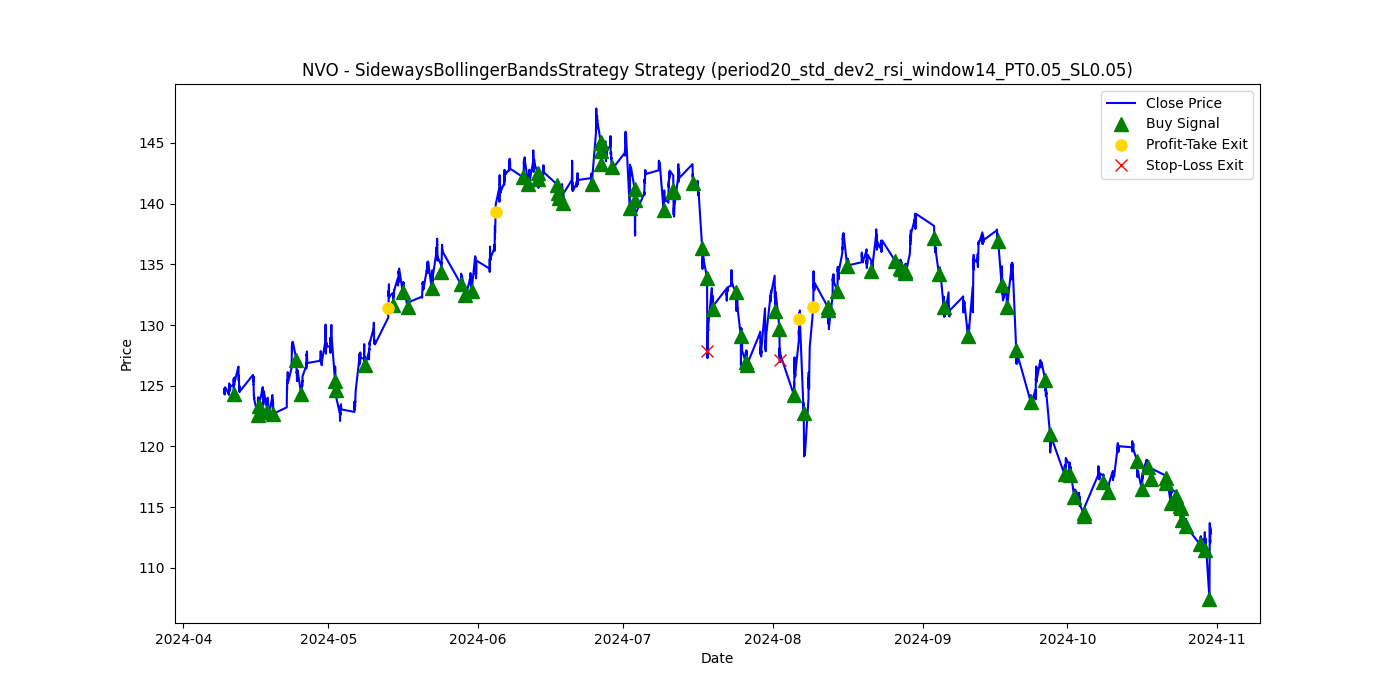 NVO - SidewaysBollingerBandsStrategy Strategy (period20_std_dev2_rsi_window14_PT0.05_SL0.05)
Close Price
Buy Signal
Profit-Take Exit
Stop-Loss Exit
Price
145
140
135
130
125
120
115
110
2024-04
2024-05
2024-06
2024-07
2024-08
2024-09
2024-10
2024-11
Date